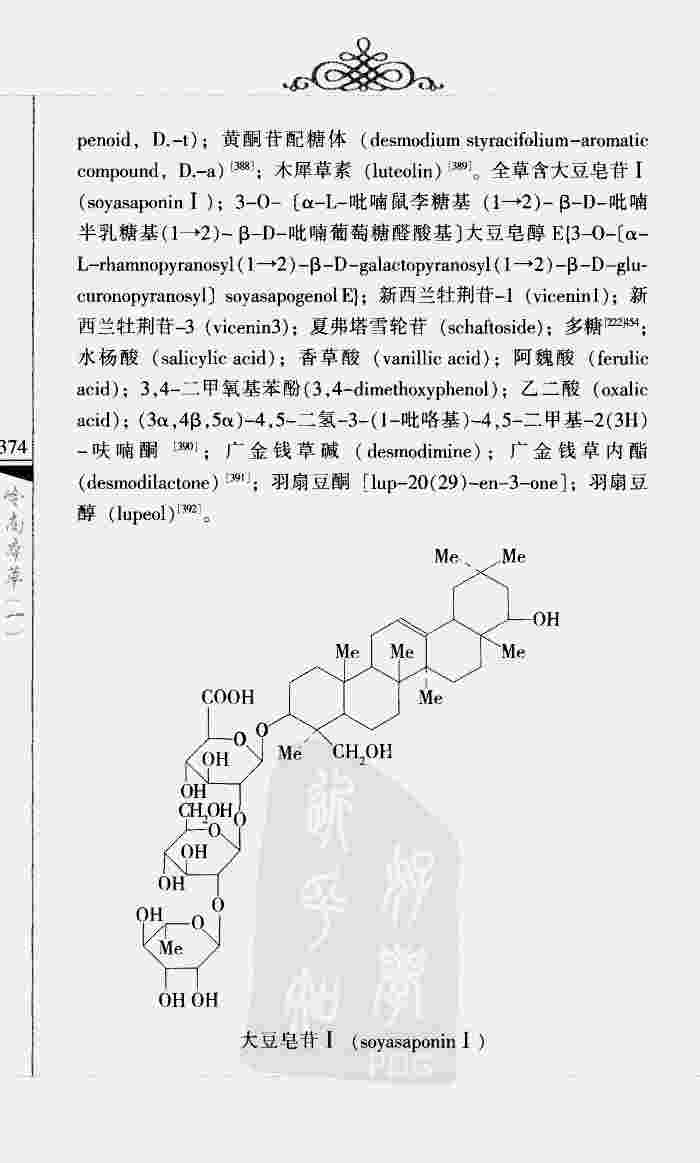 penoid, D.-t)；黄酮苷配糖体 (desmodium styracifolium-aromatic
compound, D.-a)[388]；木犀草素 (luteolin)[389]。全草含大豆皂苷Ⅰ
(soyasaponinⅠ)；3-O-〔α-L-吡喃鼠李糖基 (1→2)-β-D-吡喃
半乳糖基(1→2)-β-D-吡喃葡萄糖醛酸基〕大豆皂醇 E{3-O-〔α-
L-rhamnopyranosyl(1→2)-β-D-galactopyranosyl(1→2)-β-D-glu-
curonopyranosyl〕soyasapogenol E}；新西兰牡荆苷-1 (vicenin1)；新
西兰牡荆苷-3 (vicenin3)；夏弗塔雪轮苷 (schaftoside)；多糖[222]454；
水杨酸 (salicylic acid)；香草酸 (vanillic acid)；阿魏酸 (ferulic
acid)；3,4-二甲氧基苯酚(3,4-dimethoxyphenol)；乙二酸 (oxalic
acid)；(3α,4β,5α)-4,5-二氢-3-(1-吡咯基)-4,5-二甲基-2(3H)
-呋喃酮 [390]；广金钱草碱 (desmodimine)；广金钱草内酯
(desmodilactone)[391]；羽扇豆酮 [lup-20(29)-en-3-one]；羽扇豆
醇 (lupeol)[392]。
374
岭南采草(一)
Me
Me
OH
Me
Me
Me
Me
COOH
O
O
OH
Me
CH2OH
OH
CH2OH
O
O
OH
OH
O
OH
O
Me
OH OH
大豆皂苷Ⅰ (soyasaponinⅠ)
PDG